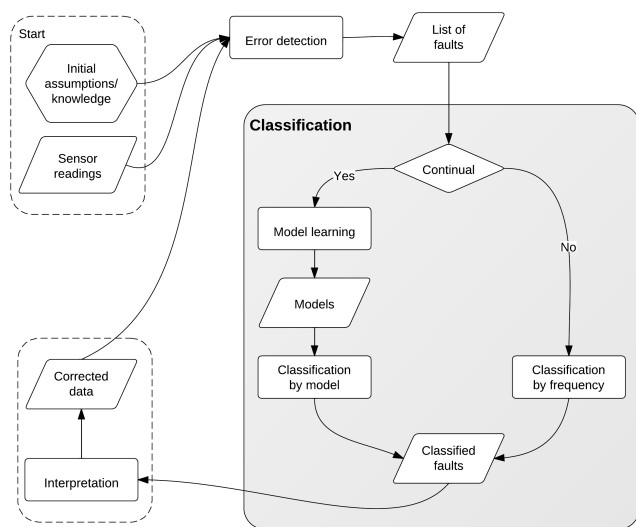 Start
Initial
assumptions/
knowledge
Sensor
readings
Error detection
List of
faults
Classification
Continual
Yes
No
Model learning
Models
Classification
by model
Classification
by frequency
Classified
faults
Corrected
data
Interpretation